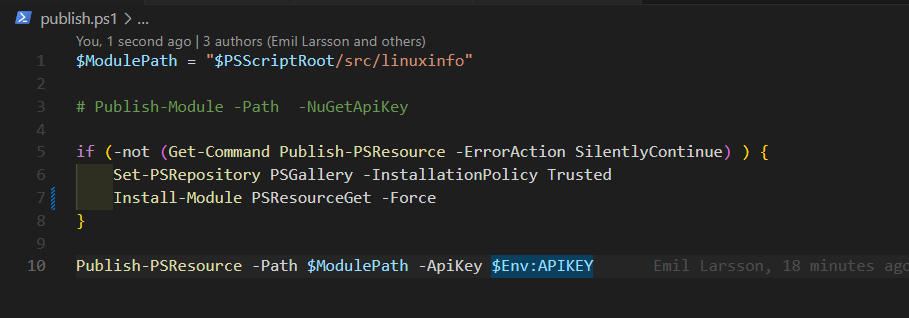 publish.ps1 > ...
You, 1 second ago | 3 authors (Emil Larsson and others)
1 $ModulePath = "$PSScriptRoot/src/linuxinfo"
2
3 # Publish-Module -Path  -NuGetApiKey
4
5 if (-not (Get-Command Publish-PSResource -ErrorAction SilentlyContinue) ) {
6     Set-PSRepository PSGallery -InstallationPolicy Trusted
7     Install-Module PSResourceGet -Force
8 }
9
10 Publish-PSResource -Path $ModulePath -ApiKey $Env:APIKEY Emil Larsson, 18 minutes ago